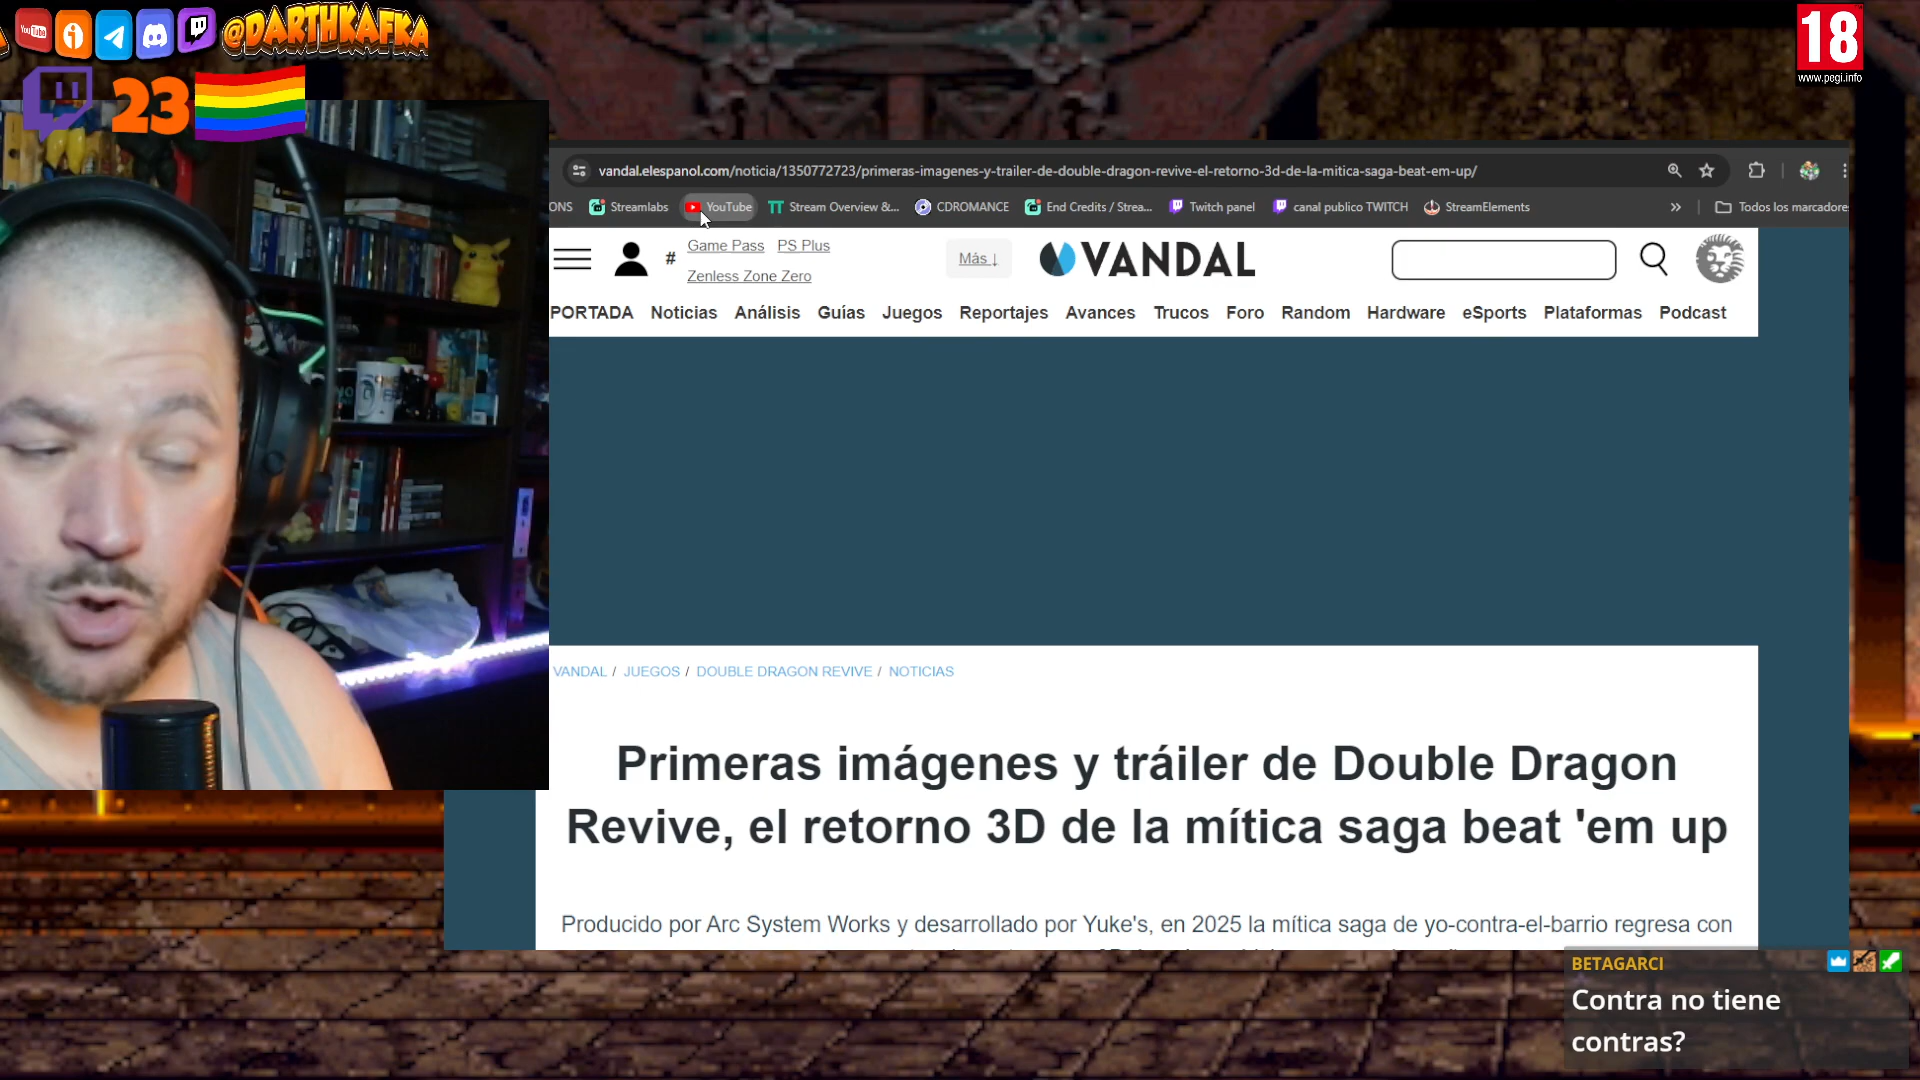 YouTube
@DARTHKAFKA
18
www.pegi.info
23
vandal.elespanol.com/noticia/1350772723/primeras-imagenes-y-trailer-de-double-dragon-revive-el-retorno-3d-de-la-mitica-saga-beat-em-up/
ONS Streamlabs YouTube Stream Overview &... CDROMANCE End Credits / Strea... Twitch panel canal publico TWITCH StreamElements » Todos los marcadore
# Game Pass PS Plus
Zenless Zone Zero
Más ↓
VANDAL
PORTADA Noticias Análisis Guías Juegos Reportajes Avances Trucos Foro Random Hardware eSports Plataformas Podcast
VANDAL / JUEGOS / DOUBLE DRAGON REVIVE / NOTICIAS
Primeras imágenes y tráiler de Double Dragon
Revive, el retorno 3D de la mítica saga beat 'em up
Producido por Arc System Works y desarrollado por Yuke's, en 2025 la mítica saga de yo-contra-el-barrio regresa con
BETAGARCI
Contra no tiene
contras?